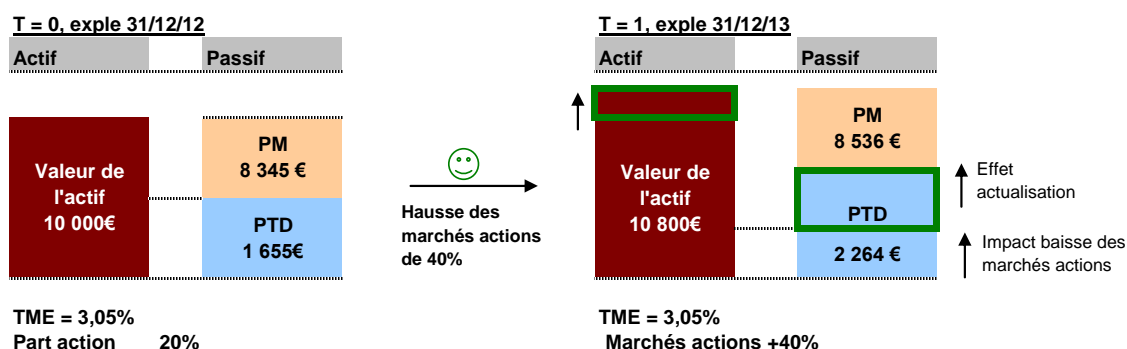 T = 0, exple 31/12/12
Actif Passif
Valeur de
l'actif
10 000€
PM
8 345 €
PTD
1 655€
TME = 3,05%
Part action 20%
Hausse des
marchés actions
de 40%
T = 1, exple 31/12/13
Actif Passif
Valeur de
l'actif
10 800€
PM
8 536 €
PTD
2 264 €
Effet
actualisation
Impact baisse des
marchés actions
TME = 3,05%
Marchés actions +40%